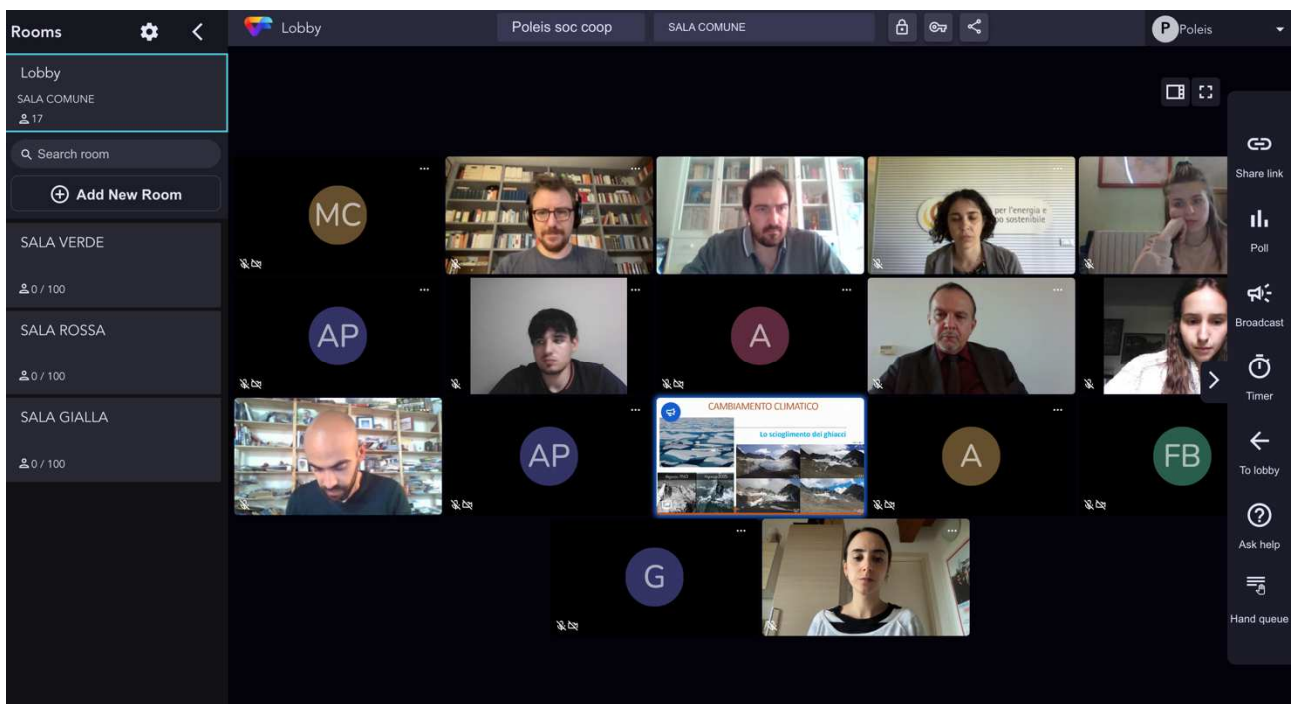 Rooms
Lobby
SALA COMUNE
17
Search room
Add New Room
SALA VERDE
0 / 100
SALA ROSSA
0 / 100
SALA GIALLA
0 / 100
Lobby
Poleis soc coop
SALA COMUNE
P Poleis
MC
per l'energia e
po sostenibile
AP
A
AP
CAMBIAMENTO CLIMATICO
Lo scioglimento dei ghiacci
A
FB
G
Share link
Poll
Broadcast
Timer
To lobby
Ask help
Hand queue